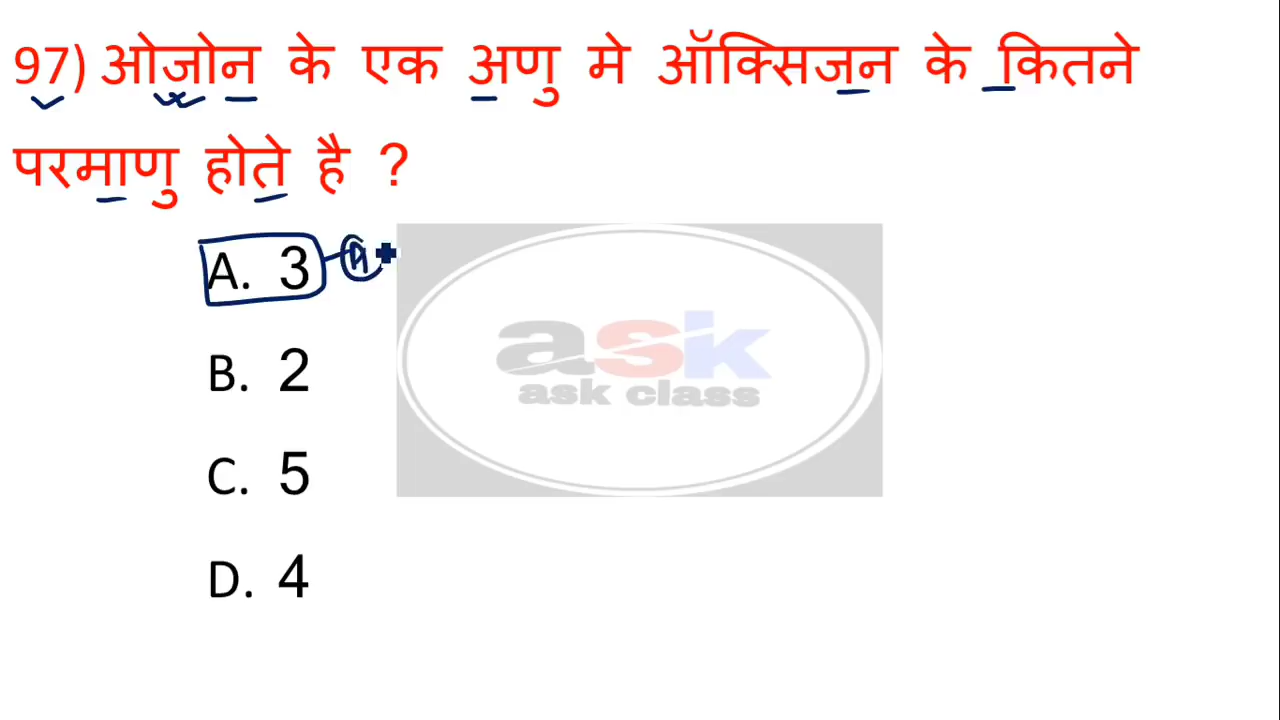 97) ओज़ोन के एक अणु मे ऑक्सिजन के कितने
परमाणु होते है ?
A. 3
A
B. 2
C. 5
D. 4
ask
ask class